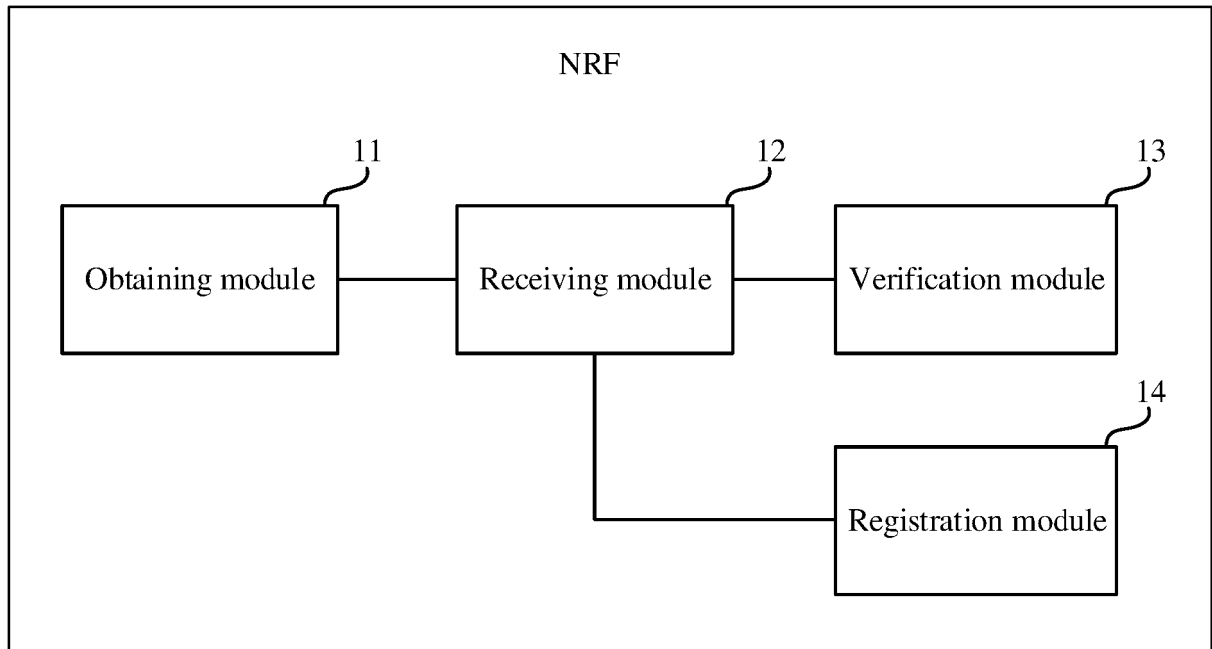 NRF
11
12
13
Obtaining module
Receiving module
Verification module
14
Registration module